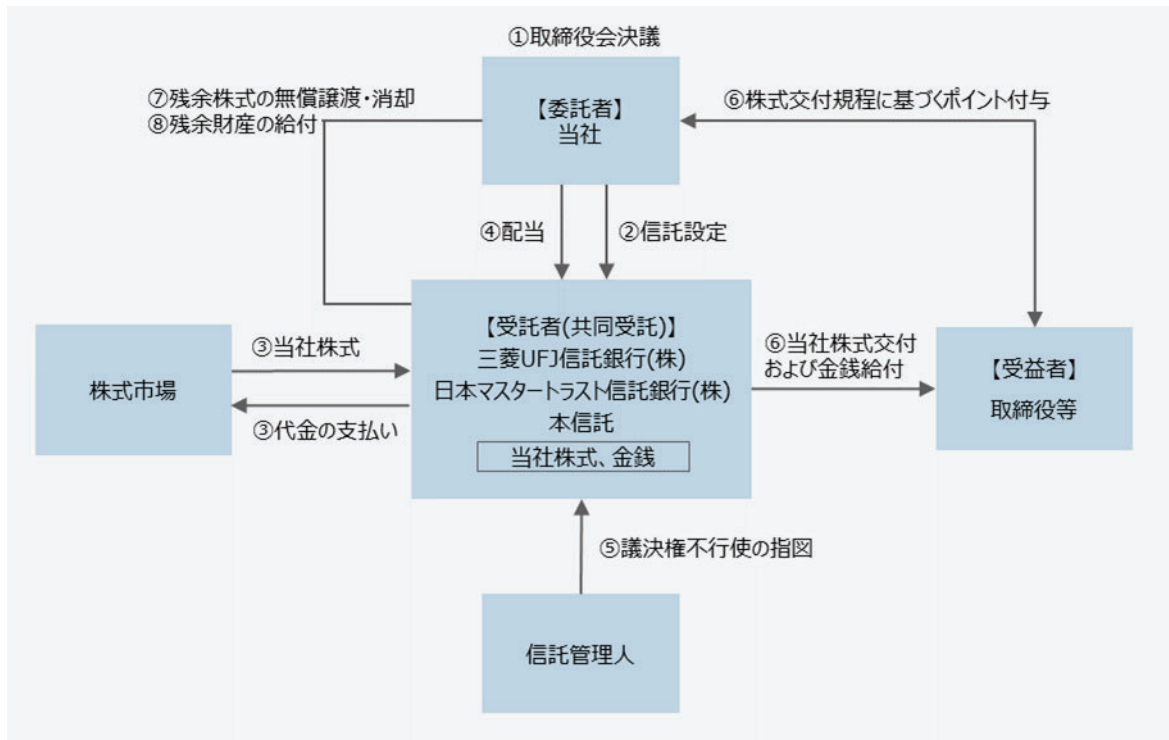 ①取締役会決議
⑦残余株式の無償譲渡・消却
⑧残余財産の給付
【委託者】
当社
⑥株式交付規程に基づくポイント付与
④配当
②信託設定
株式市場
③当社株式
③代金の支払い
【受託者(共同受託)】
三菱UFJ信託銀行(株)
日本マスタートラスト信託銀行(株)
本信託
当社株式、金銭
⑥当社株式交付
および金銭給付
【受益者】
取締役等
⑤議決権不行使の指図
信託管理人